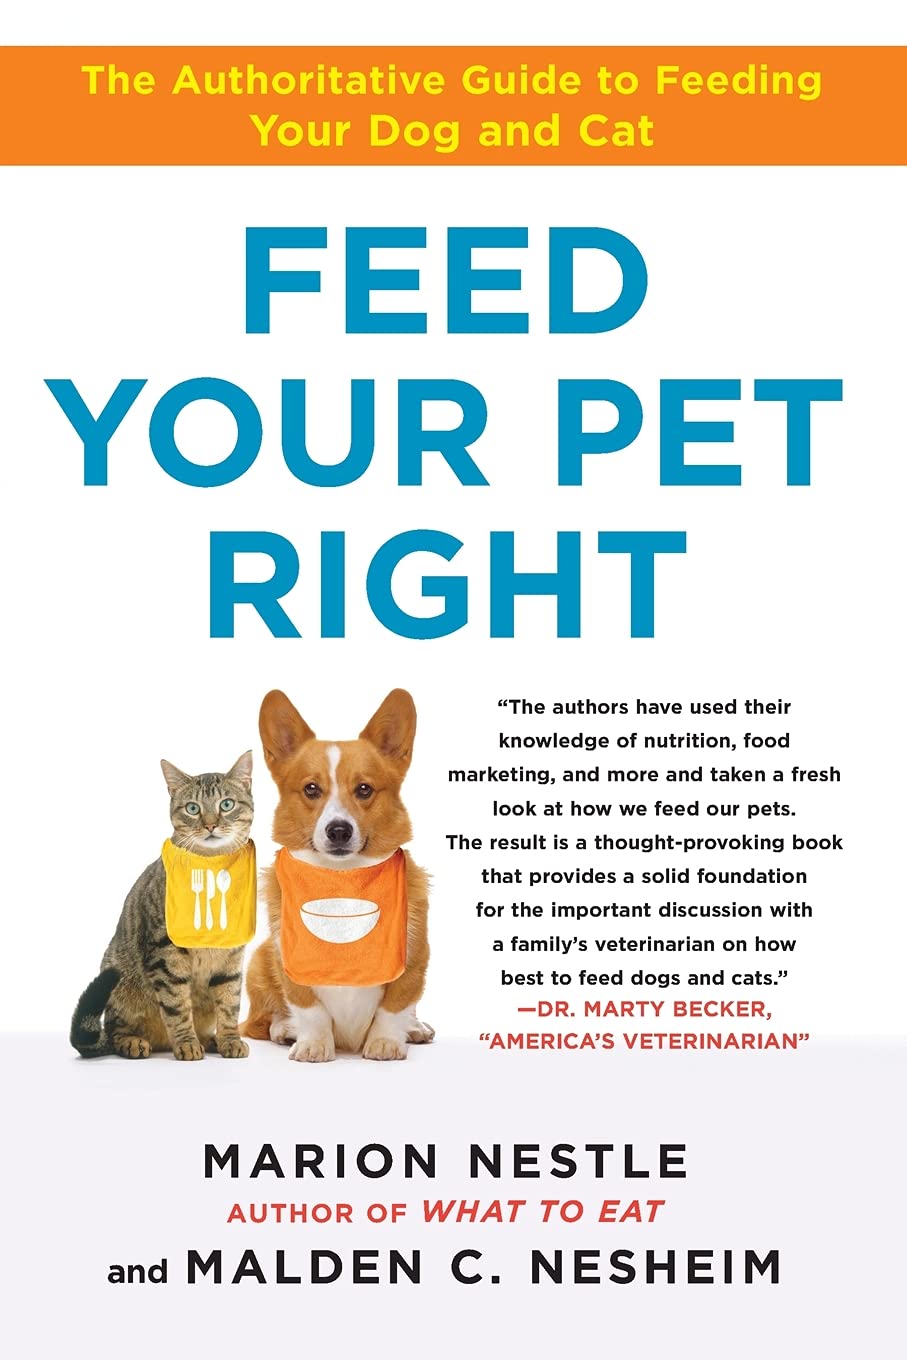 The Authoritative Guide to Feeding
Your Dog and Cat
FEED
YOUR PET
RIGHT
“The authors have used their
knowledge of nutrition, food
marketing, and more and taken a fresh
look at how we feed our pets.
The result is a thought-provoking book
that provides a solid foundation
for the important discussion with
a family’s veterinarian on how
best to feed dogs and cats.”
—DR. MARTY BECKER,
“AMERICA’S VETERINARIAN”
MARION NESTLE
AUTHOR OF WHAT TO EAT
and MALDEN C. NESHEIM